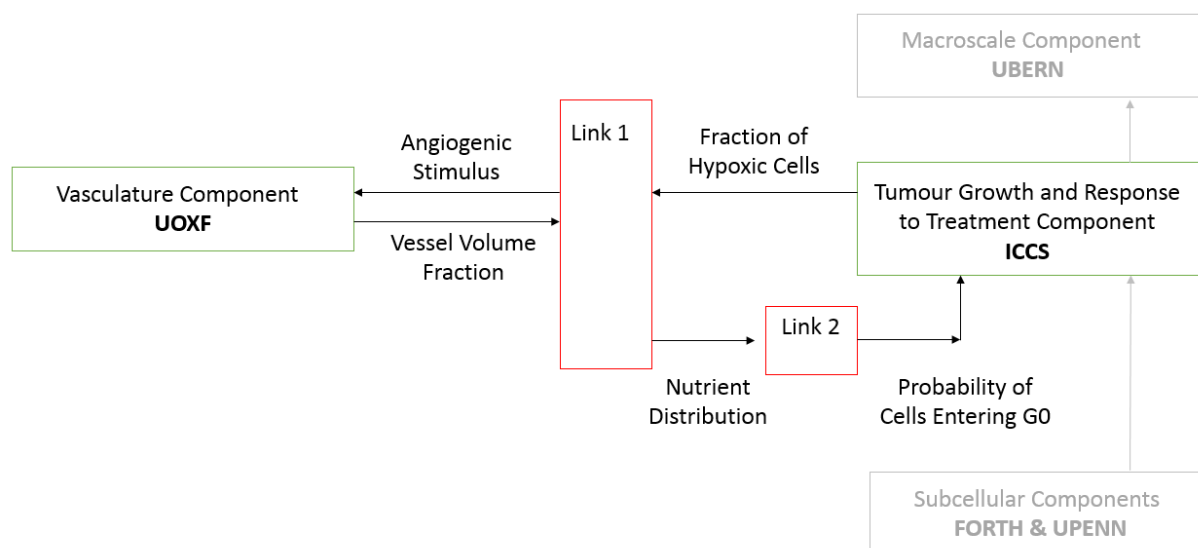 Macroscale Component
UBERN
Angiogenic
Stimulus
Link 1
Fraction of
Hypoxic Cells
Vasculature Component
UOXF
Tumour Growth and Response
to Treatment Component
ICCS
Vessel Volume
Fraction
Link 2
Nutrient
Distribution
Probability of
Cells Entering G0
Subcellular Components
FORTH & UPENN